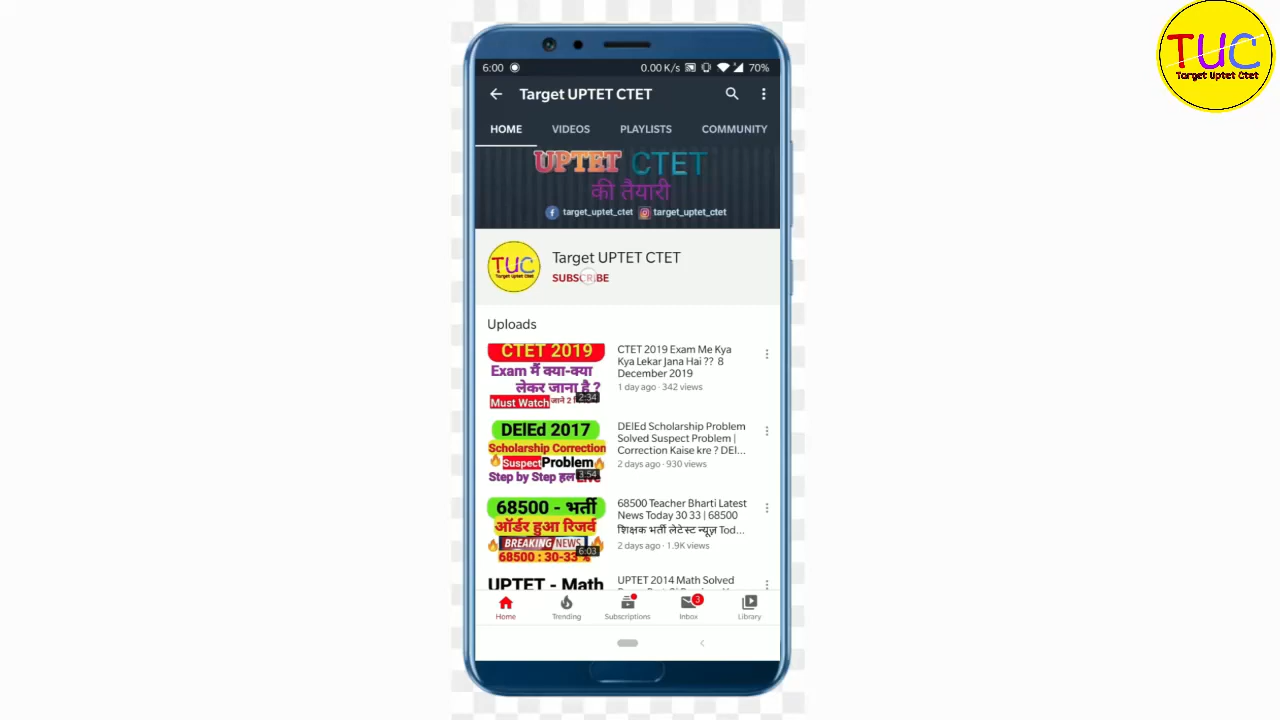 TUC
Target Uptet Ctet
6:00 0.00 K/s 70%
Target UPTET CTET
HOME VIDEOS PLAYLISTS COMMUNITY
UPTET CTET
की तैयारी
target_uptet_ctet target_uptet_ctet
TUC
Target Uptet Ctet
Target UPTET CTET
SUBSCRIBE
Uploads
CTET 2019
Exam मैं क्या-क्या
लेकर जाना है ?
Must Watch जाने 2
2:34
CTET 2019 Exam Me Kya
Kya Lekar Jana Hai ?? 8
December 2019
1 day ago · 342 views
DElEd 2017
Scholarship Correction
Suspect Problem
Step by Step हल
3:54
DElEd Scholarship Problem
Solved Suspect Problem |
Correction Kaise kre ? DEl...
2 days ago · 930 views
68500 - भर्ती
ऑर्डर हुआ रिजर्व
BREAKING NEWS
68500 : 30-33 %
6:03
68500 Teacher Bharti Latest
News Today 30 33 | 68500
शिक्षक भर्ती लेटेस्ट न्यूज़ Tod...
2 days ago · 1.9K views
UPTET - Math
UPTET 2014 Math Solved
Home Trending Subscriptions Inbox 3 Library